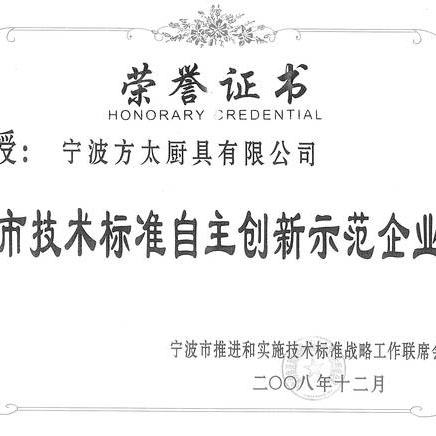 荣誉证书
HONORARY CREDENTIAL
授：宁波方太厨具有限公司
市技术标准自主创新示范企业
宁波市推进和实施技术标准战略工作联席会
二〇〇八年十二月